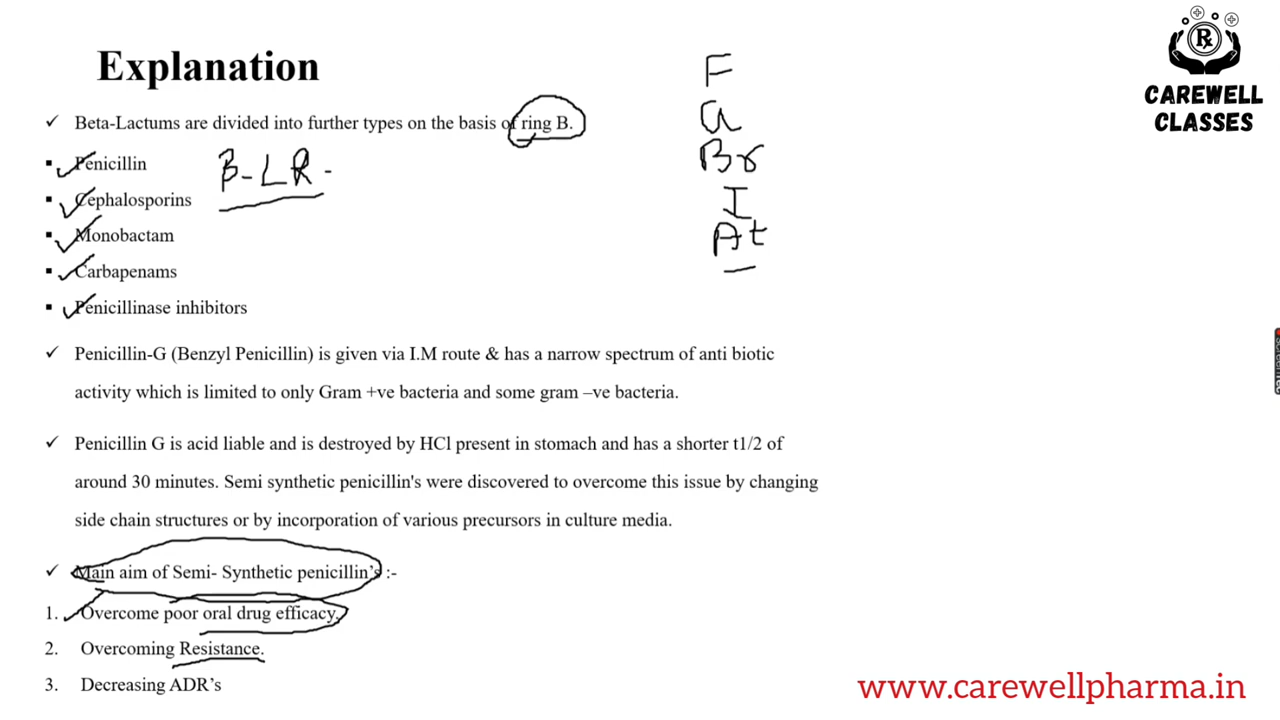 Explanation
✓ Beta-Lactums are divided into further types on the basis of ring B.
▪ Penicillin
▪ Cephalosporins
▪ Monobactam
▪ Carbapenams
▪ Penicillinase inhibitors
B-LR-
F
Cl
Br
I
At
✓ Penicillin-G (Benzyl Penicillin) is given via I.M route & has a narrow spectrum of anti biotic
activity which is limited to only Gram +ve bacteria and some gram –ve bacteria.
✓ Penicillin G is acid liable and is destroyed by HCl present in stomach and has a shorter t1/2 of
around 30 minutes. Semi synthetic penicillin's were discovered to overcome this issue by changing
side chain structures or by incorporation of various precursors in culture media.
✓ Main aim of Semi- Synthetic penicillin's :-
1. Overcome poor oral drug efficacy.
2. Overcoming Resistance.
3. Decreasing ADR's
Rx
CAREWELL
CLASSES
www.carewellpharma.in